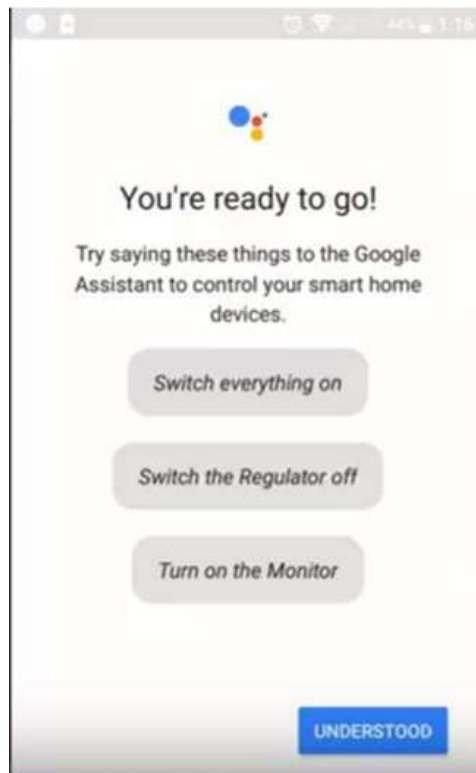 You're ready to go!
Try saying these things to the Google
Assistant to control your smart home
devices.
Switch everything on
Switch the Regulator off
Turn on the Monitor
UNDERSTOOD